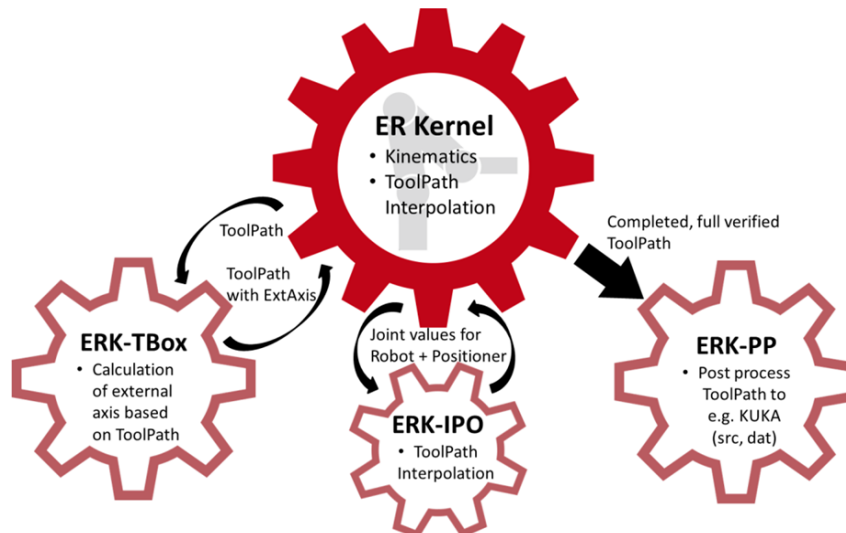 ER Kernel
• Kinematics
• ToolPath
Interpolation
ToolPath
ToolPath
with ExtAxis
Completed, full verified
ToolPath
Joint values for
Robot + Positioner
ERK-TBox
• Calculation
of external
axis based
on ToolPath
ERK-IPO
• ToolPath
Interpolation
ERK-PP
• Post process
ToolPath to
e.g. KUKA
(src, dat)